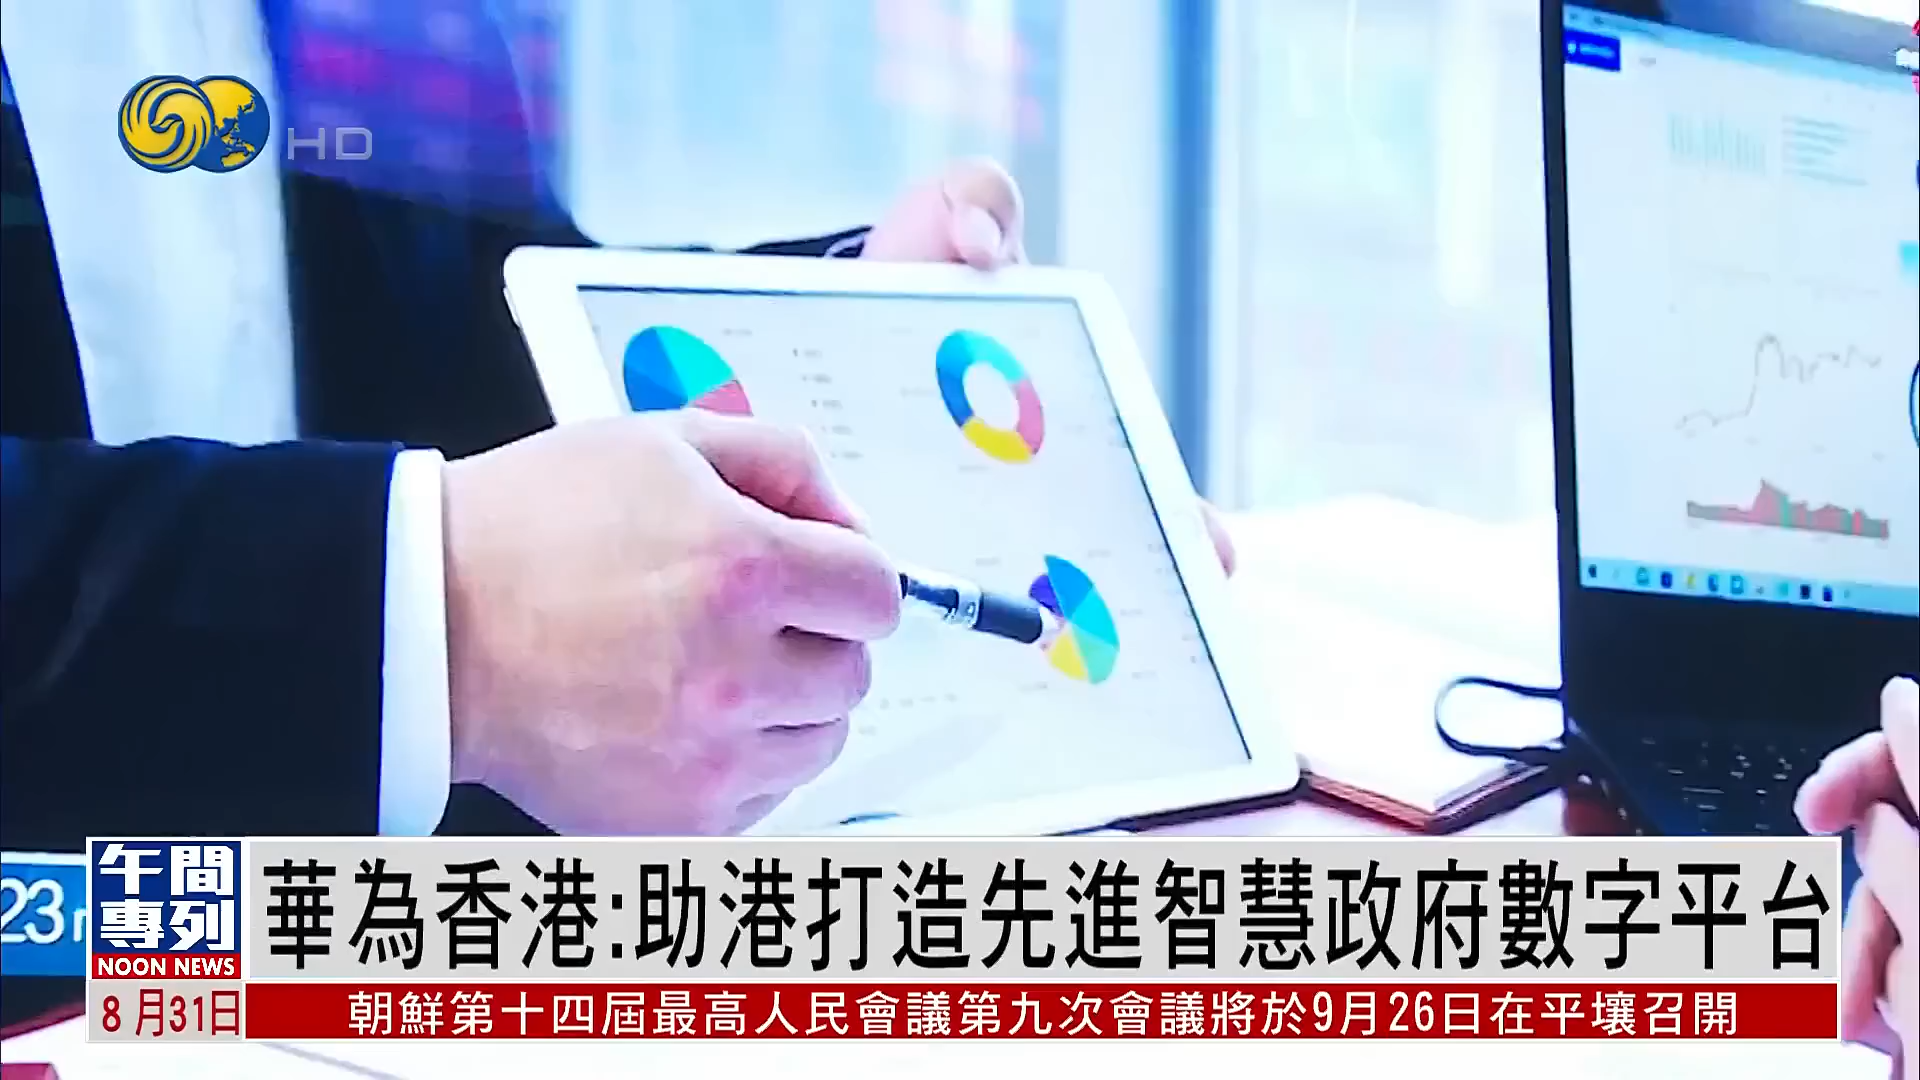 HD
午間
專列
NOON NEWS
華為香港:助港打造先進智慧政府數字平台
8月31日
朝鮮第十四屆最高人民會議第九次會議將於9月26日在平壤召開
23